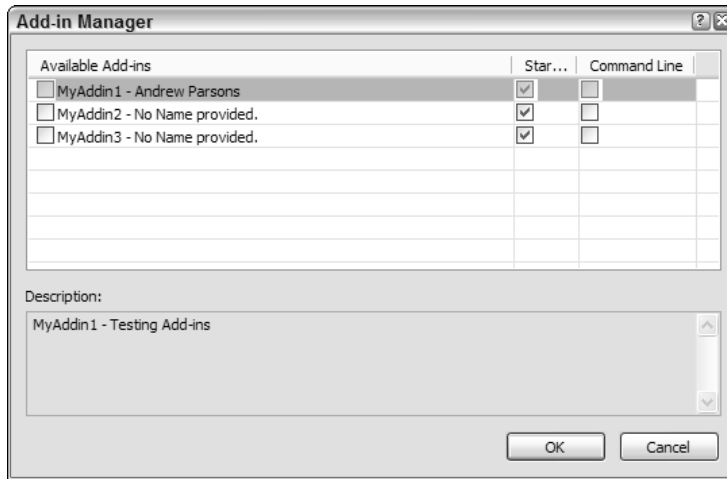 Add-in Manager
Available Add-ins Star... Command Line
MyAddin1 - Andrew Parsons
MyAddin2 - No Name provided.
MyAddin3 - No Name provided.
Description:
MyAddin1 - Testing Add-ins
OK Cancel